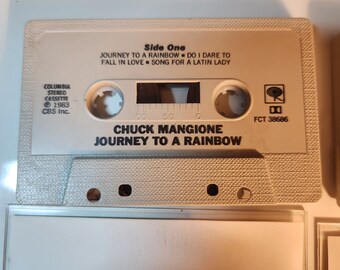 Side One
JOURNEY TO A RAINBOW • DO I DARE TO
FALL IN LOVE • SONG FOR A LATIN LADY
COLUMBIA
STEREO
CASSETTE
℗ 1983
CBS Inc.
FCT 38686
CHUCK MANGIONE
JOURNEY TO A RAINBOW